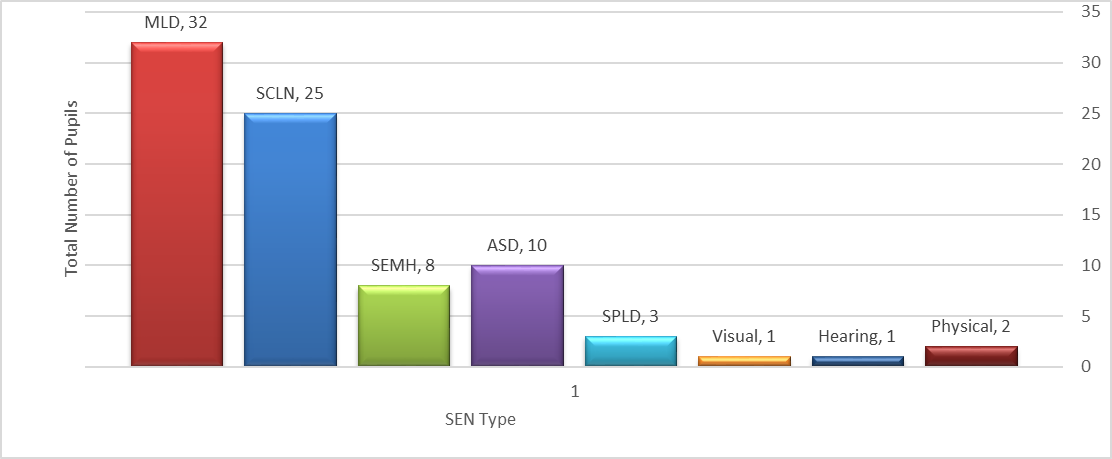 MLD, 32
SCLN, 25
SEMH, 8
ASD, 10
SPLD, 3
Visual, 1
Hearing, 1
Physical, 2
35
30
25
20
15
10
5
0
Total Number of Pupils
1
SEN Type